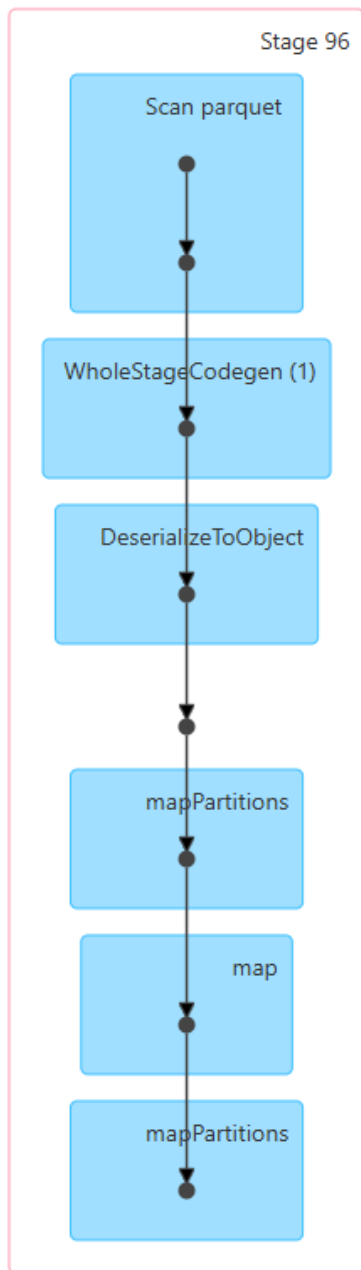 Stage 96
Scan parquet
WholeStageCodegen (1)
DeserializeToObject
mapPartitions
map
mapPartitions